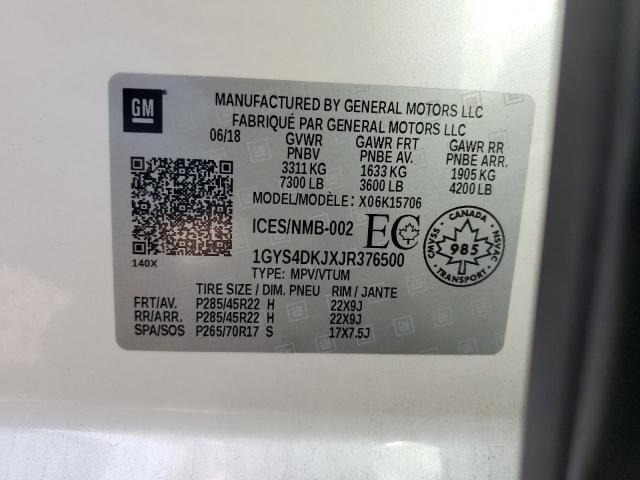 GM
MANUFACTURED BY GENERAL MOTORS LLC
FABRIQUÉ PAR GENERAL MOTORS LLC
06/18 GVWR GAWR FRT GAWR RR
PNBV PNBE AV. PNBE ARR.
3311 KG 1633 KG 1905 KG
7300 LB 3600 LB 4200 LB
MODEL/MODÈLE: X06K15706
ICES/NMB-002 EC
140X
1GYS4DKJXJR376500
TYPE: MPV/VTUM
CANADA
CMVSS 985 NSVAC
TRANSPORTS
TIRE SIZE / DIM. PNEU RIM / JANTE
FRT/AV. P285/45R22 H 22X9J
RR/ARR. P285/45R22 H 22X9J
SPA/SOS P265/70R17 S 17X7.5J